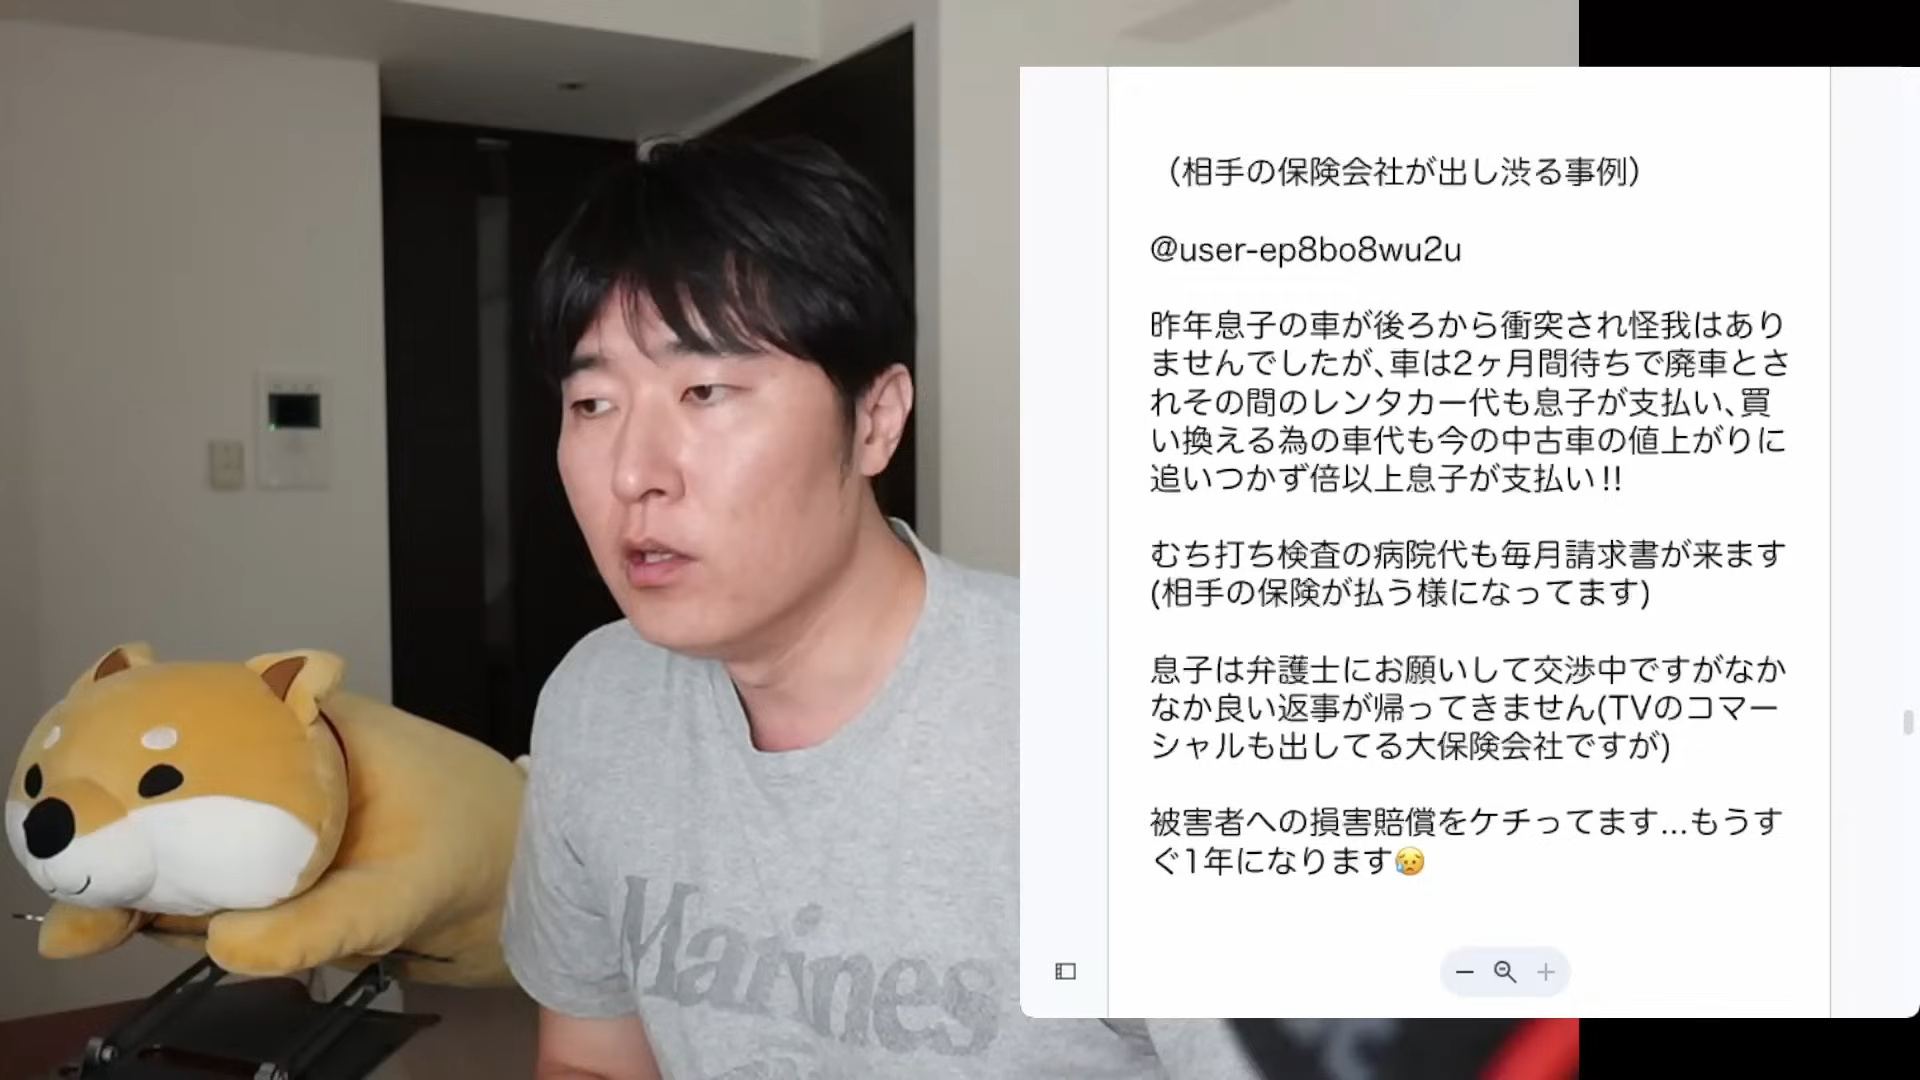 （相手の保険会社が出し渋る事例）
@user-ep8bo8wu2u
昨年息子の車が後ろから衝突され怪我はあり
ませんでしたが、車は2ヶ月間待ちで廃車とさ
れその間のレンタカー代も息子が支払い、買
い換える為の車代も今の中古車の値上がりに
追いつかず倍以上息子が支払い!!
むち打ち検査の病院代も毎月請求書が来ます
(相手の保険が払う様になってます)
息子は弁護士にお願いして交渉中ですがなか
なか良い返事が帰ってきません(TVのコマー
シャルも出してる大保険会社ですが)
被害者への損害賠償をケチってます...もうす
ぐ1年になります😥
Marines